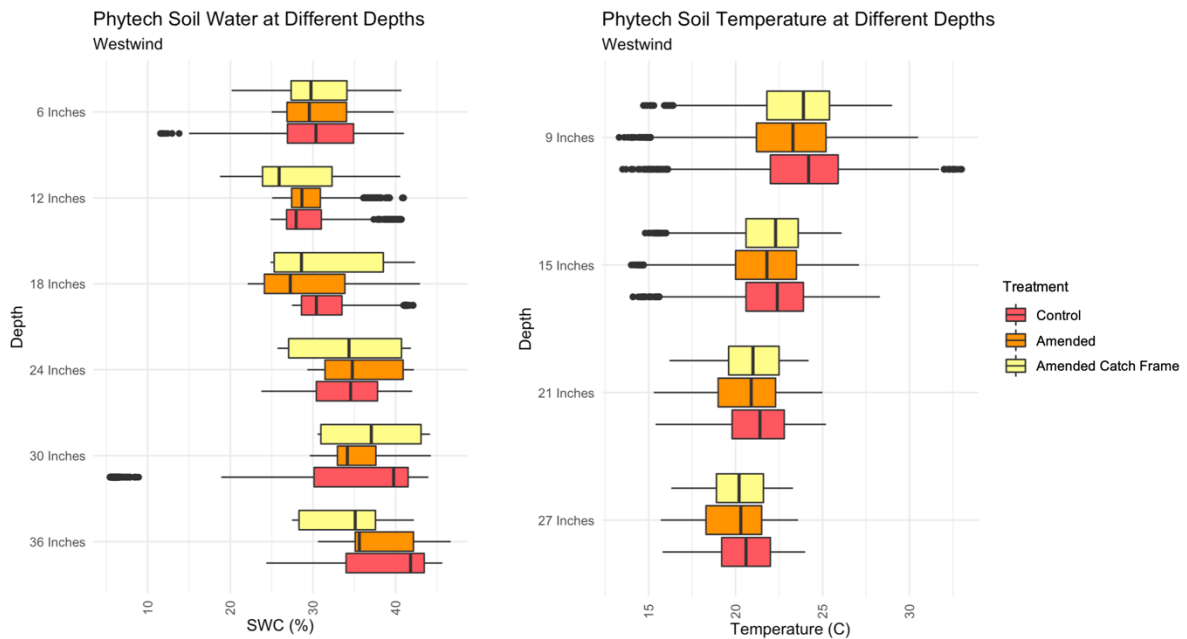 Phytech Soil Water at Different Depths
Westwind
6 Inches
12 Inches
18 Inches
24 Inches
30 Inches
36 Inches
Depth
10
20
30
40
SWC (%)
Phytech Soil Temperature at Different Depths
Westwind
9 Inches
15 Inches
21 Inches
27 Inches
Depth
15
20
25
30
Temperature (C)
Treatment
Control
Amended
Amended Catch Frame